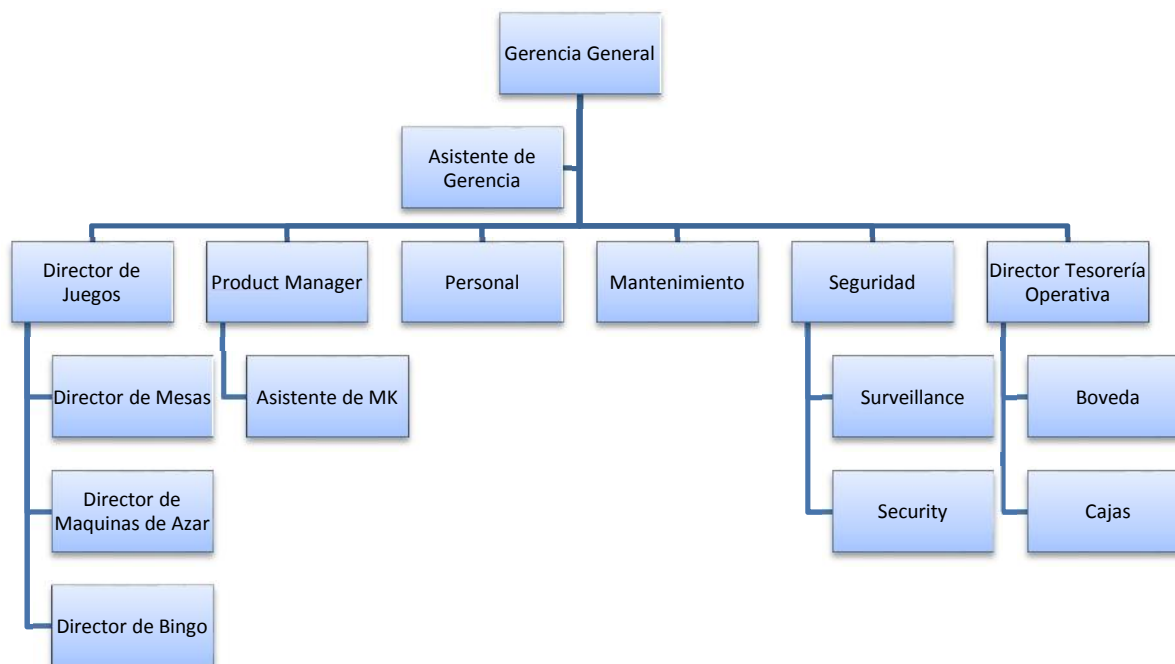 Gerencia General
Asistente de
Gerencia
Director de
Juegos
Product Manager
Personal
Mantenimiento
Seguridad
Director Tesorería
Operativa
Director de Mesas
Asistente de MK
Surveillance
Boveda
Director de
Maquinas de Azar
Security
Cajas
Director de Bingo